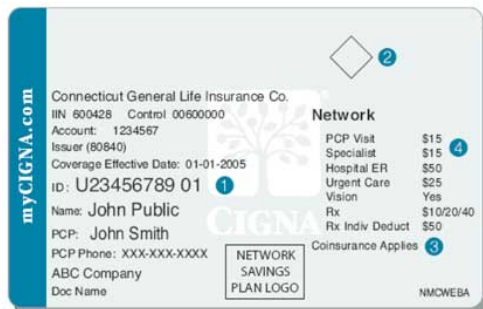 myCIGNA.com
2
Connecticut General Life Insurance Co.
IIN 600428 Control 00600000
Account: 1234567
Issuer (80840)
Coverage Effective Date: 01-01-2005
ID: U23456789 01 1
Name: John Public
PCP: John Smith
PCP Phone: XXX-XXX-XXXX
ABC Company
Doc Name
CIGNA
NETWORK
SAVINGS
PLAN LOGO
Network
PCP Visit $15
Specialist $15 4
Hospital ER $50
Urgent Care $25
Vision Yes
Rx $10/20/40
Rx Indiv Deduct $50
Coinsurance Applies 3
NMCWEBA